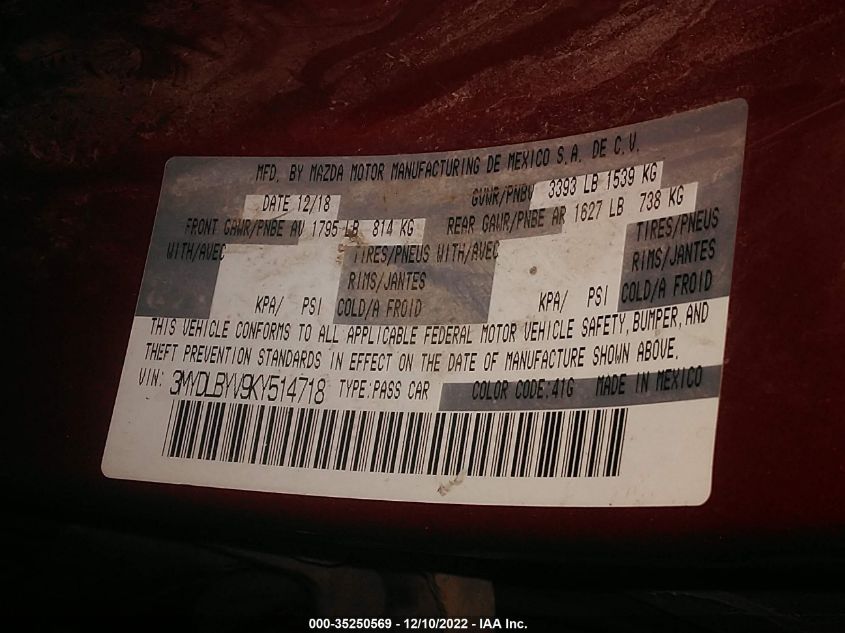 MFD. BY MAZDA MOTOR MANUFACTURING DE MEXICO S.A. DE C.V.
DATE 12/18 GVWR/PNBV 3393 LB 1539 KG
FRONT GAWR/PNBE AV 1795 LB 814 KG REAR GAWR/PNBE AR 1627 LB 738 KG
WITH/AVEC TIRES/PNEUS WITH/AVEC TIRES/PNEUS
RIMS/JANTES RIMS/JANTES
KPA/ PSI COLD/A FROID KPA/ PSI COLD/A FROID
THIS VEHICLE CONFORMS TO ALL APPLICABLE FEDERAL MOTOR VEHICLE SAFETY, BUMPER, AND
THEFT PREVENTION STANDARDS IN EFFECT ON THE DATE OF MANUFACTURE SHOWN ABOVE.
VIN: 3MYDLBYV9KY514718 TYPE:PASS CAR COLOR CODE:41G MADE IN MEXICO
000-35250569 - 12/10/2022 - IAA Inc.